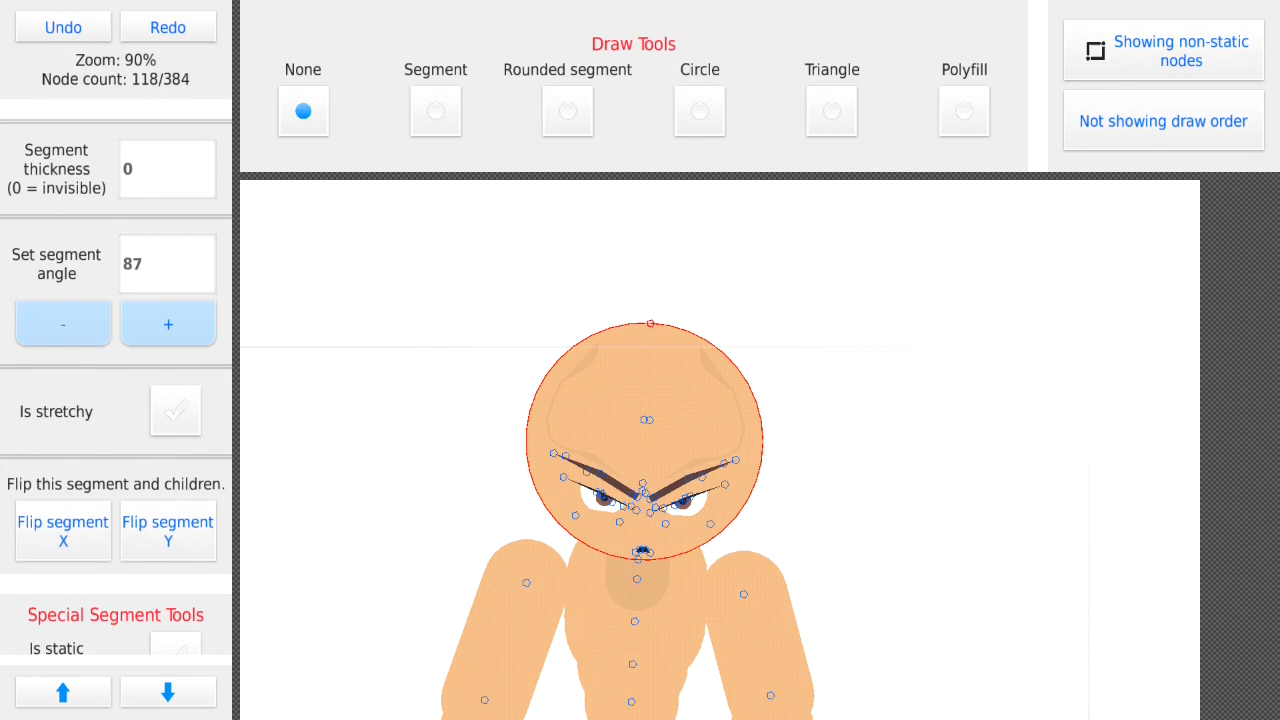 Undo
Redo
Zoom: 90%
Node count: 118/384
Segment
thickness
(0 = invisible)
0
Set segment
angle
87
-
+
Is stretchy
Flip this segment and children.
Flip segment
X
Flip segment
Y
Special Segment Tools
Is static
Draw Tools
None
Segment
Rounded segment
Circle
Triangle
Polyfill
Showing non-static
nodes
Not showing draw order